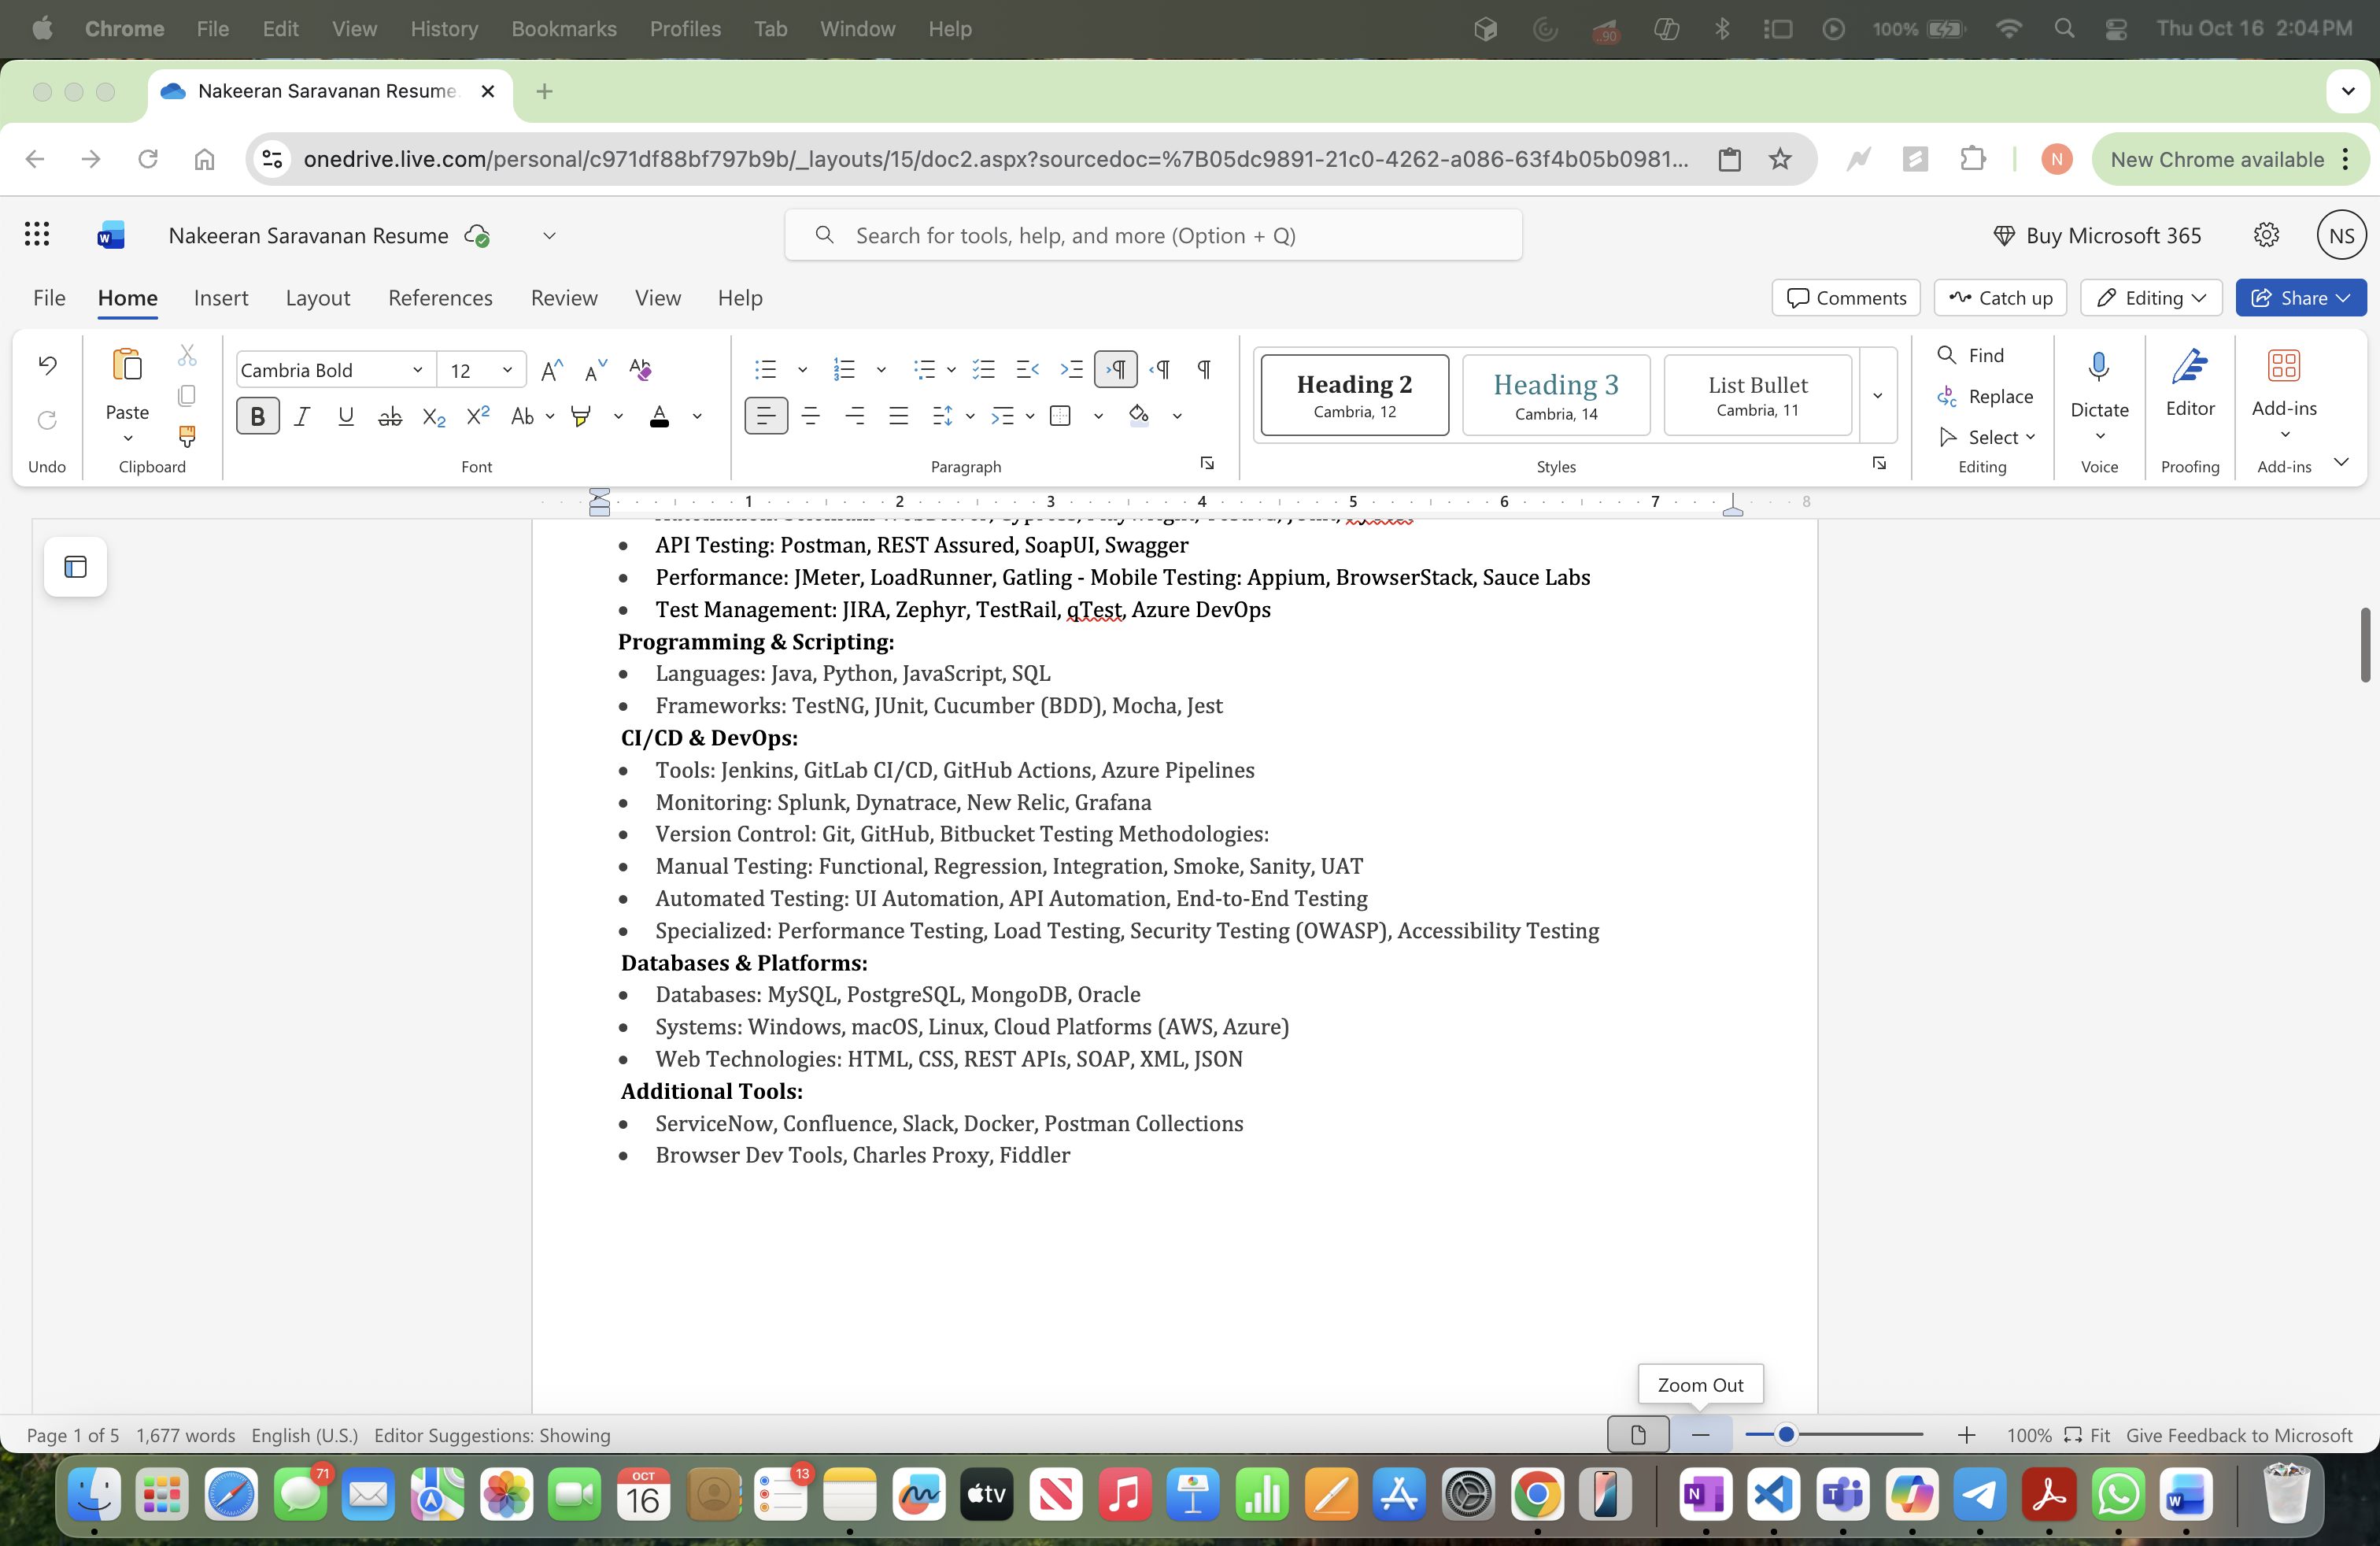 Chrome File Edit View History Bookmarks Profiles Tab Window Help
..90
100%
Thu Oct 16 2:04 PM
Nakeeran Saravanan Resume
onedrive.live.com/personal/c971df88bf797b9b/_layouts/15/doc2.aspx?sourcedoc=%7B05dc9891-21c0-4262-a086-63f4b05b0981...
N
New Chrome available
W
Nakeeran Saravanan Resume
Search for tools, help, and more (Option + Q)
Buy Microsoft 365
NS
File Home Insert Layout References Review View Help
Comments
Catch up
Editing
Share
Paste
Cambria Bold
12
Heading 2
Cambria, 12
Heading 3
Cambria, 14
List Bullet
Cambria, 11
Find
Replace
Select
Dictate
Editor
Add-ins
Undo Clipboard Font Paragraph Styles Editing Voice Proofing Add-ins
1 2 3 4 5 6 7 8
• API Testing: Postman, REST Assured, SoapUI, Swagger
• Performance: JMeter, LoadRunner, Gatling - Mobile Testing: Appium, BrowserStack, Sauce Labs
• Test Management: JIRA, Zephyr, TestRail, qTest, Azure DevOps
Programming & Scripting:
• Languages: Java, Python, JavaScript, SQL
• Frameworks: TestNG, JUnit, Cucumber (BDD), Mocha, Jest
CI/CD & DevOps:
• Tools: Jenkins, GitLab CI/CD, GitHub Actions, Azure Pipelines
• Monitoring: Splunk, Dynatrace, New Relic, Grafana
• Version Control: Git, GitHub, Bitbucket Testing Methodologies:
• Manual Testing: Functional, Regression, Integration, Smoke, Sanity, UAT
• Automated Testing: UI Automation, API Automation, End-to-End Testing
• Specialized: Performance Testing, Load Testing, Security Testing (OWASP), Accessibility Testing
Databases & Platforms:
• Databases: MySQL, PostgreSQL, MongoDB, Oracle
• Systems: Windows, macOS, Linux, Cloud Platforms (AWS, Azure)
• Web Technologies: HTML, CSS, REST APIs, SOAP, XML, JSON
Additional Tools:
• ServiceNow, Confluence, Slack, Docker, Postman Collections
• Browser Dev Tools, Charles Proxy, Fiddler
Zoom Out
Page 1 of 5 1,677 words English (U.S.) Editor Suggestions: Showing
100% Fit Give Feedback to Microsoft
71
OCT
16
13
tv
N
T
W